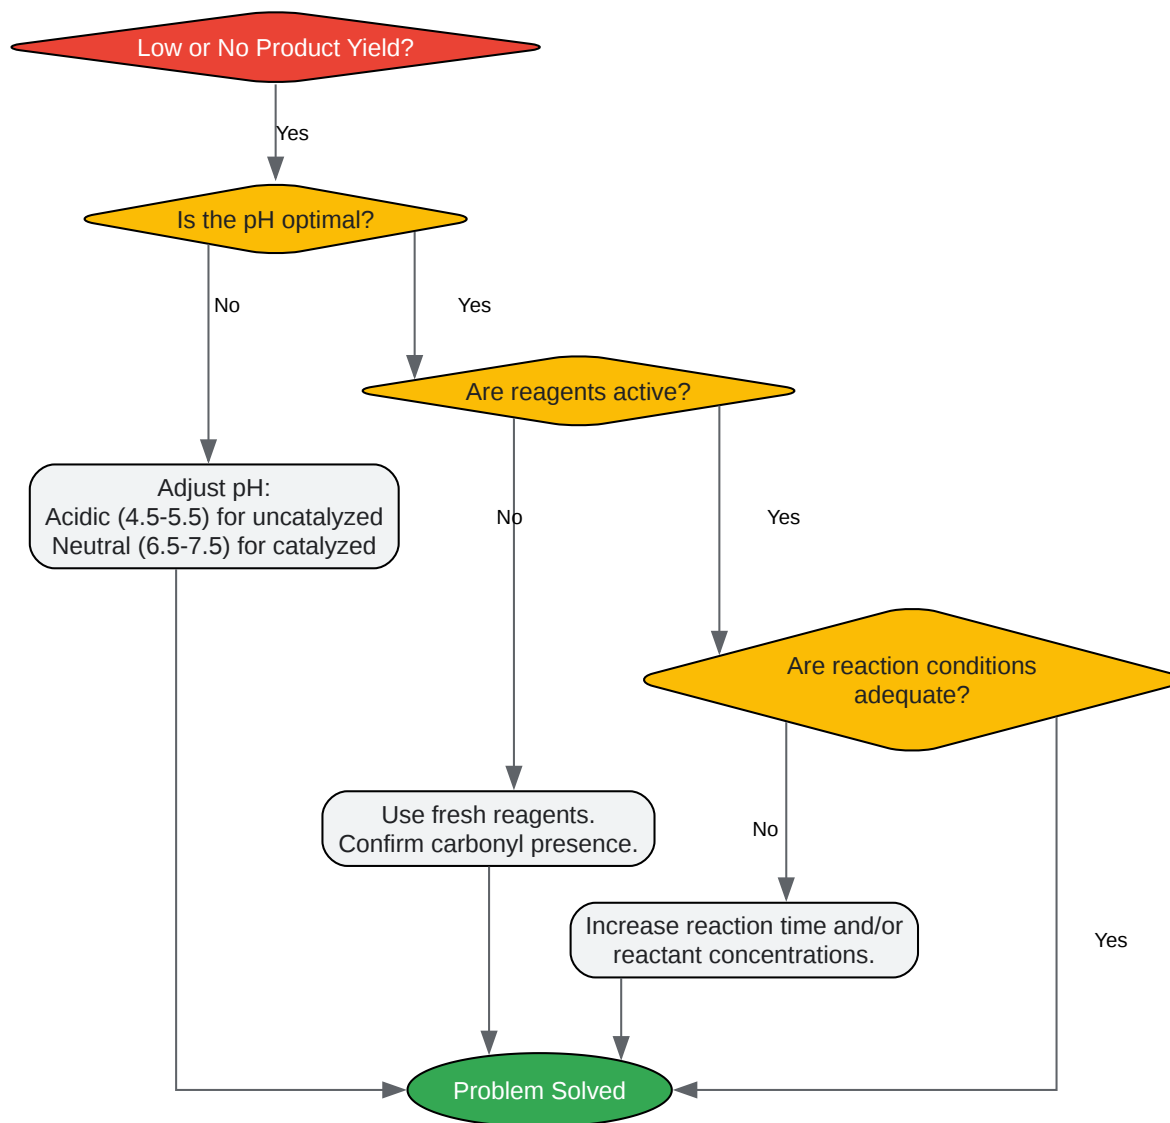 Low or No Product Yield?
Yes
Is the pH optimal?
No
Yes
Are reagents active?
Adjust pH:
Acidic (4.5-5.5) for uncatalyzed
Neutral (6.5-7.5) for catalyzed
No
Yes
Are reaction conditions
adequate?
Use fresh reagents.
Confirm carbonyl presence.
No
Increase reaction time and/or
reactant concentrations.
Yes
Problem Solved